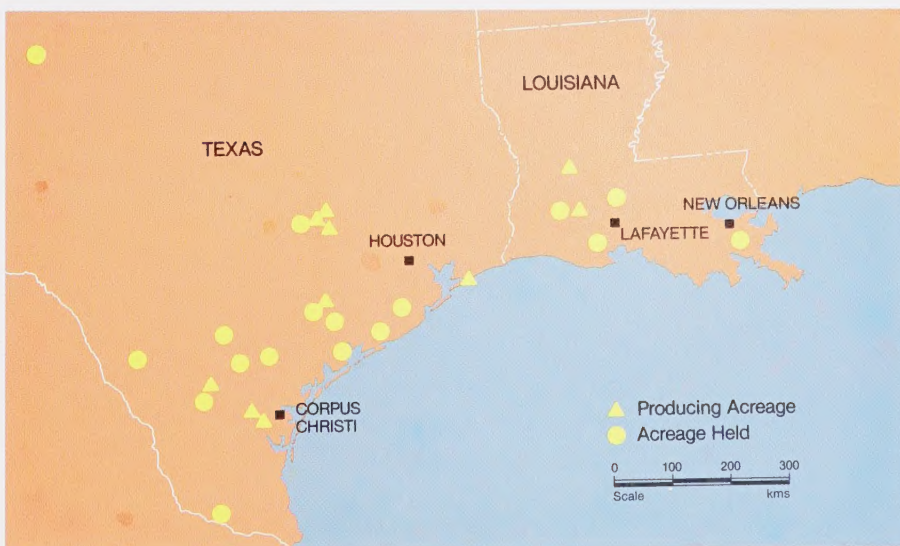 LOUISIANA
TEXAS
NEW ORLEANS
LAFAYETTE
HOUSTON
CORPUS
CHRISTI
Producing Acreage
Acreage Held
0 100 200 300
Scale kms